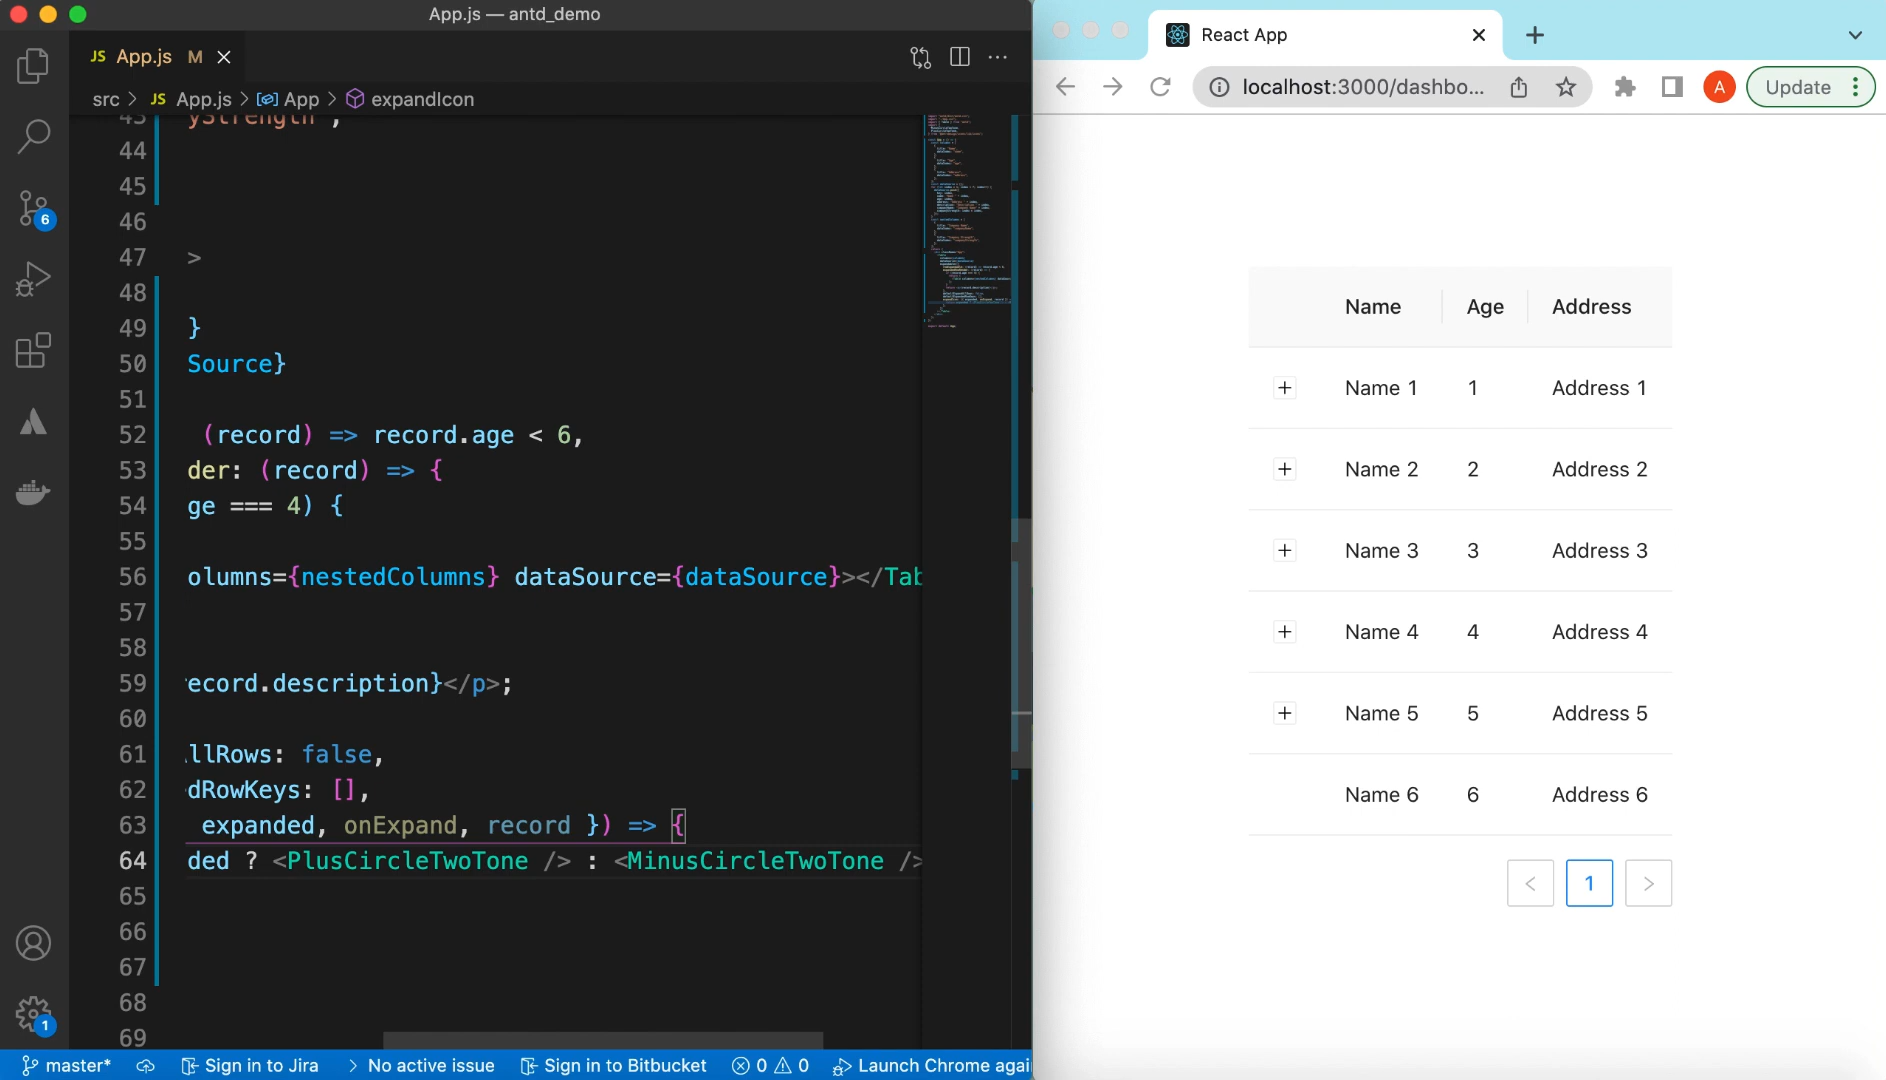 App.js — antd_demo
JS App.js M
src > JS App.js > App > expandIcon
43 yStrength",
44
45
46
47 >
48
49 }
50 Source}
51
52 (record) => record.age < 6,
53 der: (record) => {
54 ge === 4) {
55
56 olumns={nestedColumns} dataSource={dataSource}></Tab
57
58
59 ecord.description}</p>;
60
61 llRows: false,
62 dRowKeys: [],
63 expanded, onExpand, record }) => {
64 ded ? <PlusCircleTwoTone /> : <MinusCircleTwoTone />
65
66
67
68
69
6
1
master* Sign in to Jira > No active issue Sign in to Bitbucket 0 0 Launch Chrome agai
React App
localhost:3000/dashbo... A Update
Name Age Address
+ Name 1 1 Address 1
+ Name 2 2 Address 2
+ Name 3 3 Address 3
+ Name 4 4 Address 4
+ Name 5 5 Address 5
Name 6 6 Address 6
< 1 >